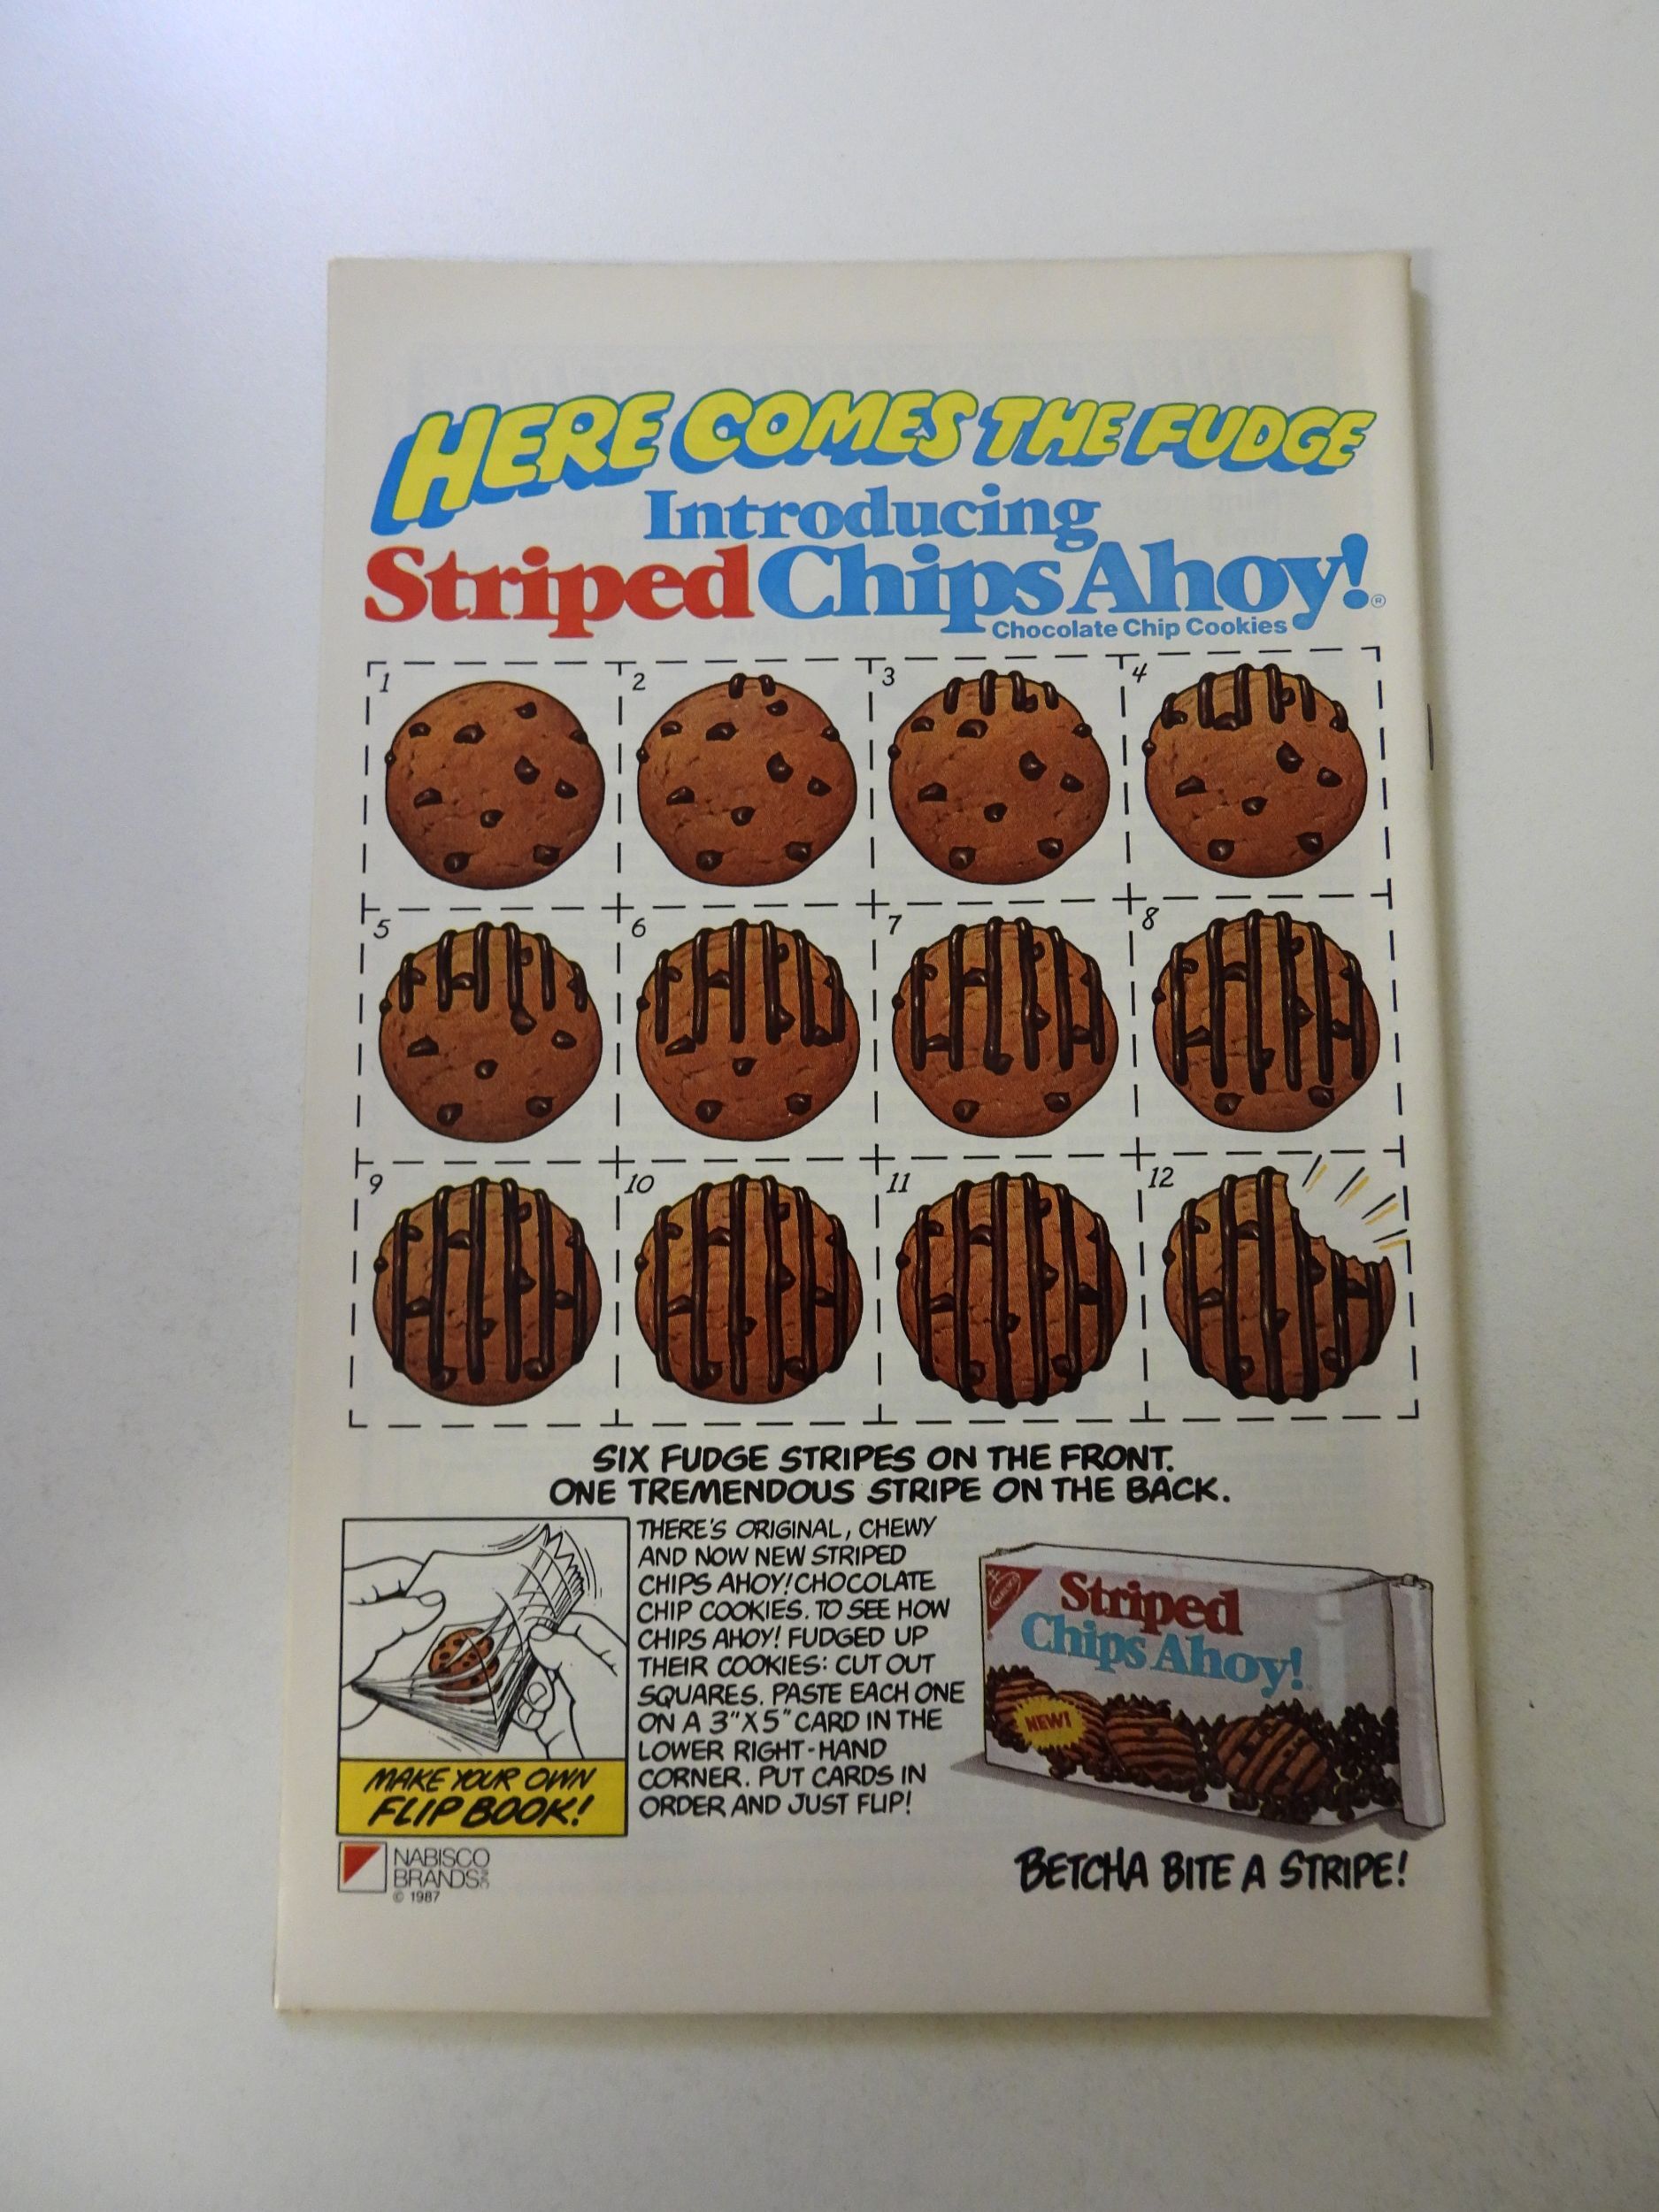 HERE COMES THE FUDGE
Introducing
Striped Chips Ahoy!®
Chocolate Chip Cookies
1
2
3
4
5
6
7
8
9
10
11
12
SIX FUDGE STRIPES ON THE FRONT.
ONE TREMENDOUS STRIPE ON THE BACK.
THERE'S ORIGINAL, CHEWY
AND NOW NEW STRIPED
CHIPS AHOY! CHOCOLATE
CHIP COOKIES. TO SEE HOW
CHIPS AHOY! FUDGED UP
THEIR COOKIES: CUT OUT
SQUARES. PASTE EACH ONE
ON A 3"X5" CARD IN THE
LOWER RIGHT-HAND
CORNER. PUT CARDS IN
ORDER AND JUST FLIP!
MAKE YOUR OWN
FLIP BOOK!
NABISCO
Striped
Chips Ahoy!
NEW!
NABISCO
BRANDS INC
© 1987
BETCHA BITE A STRIPE!